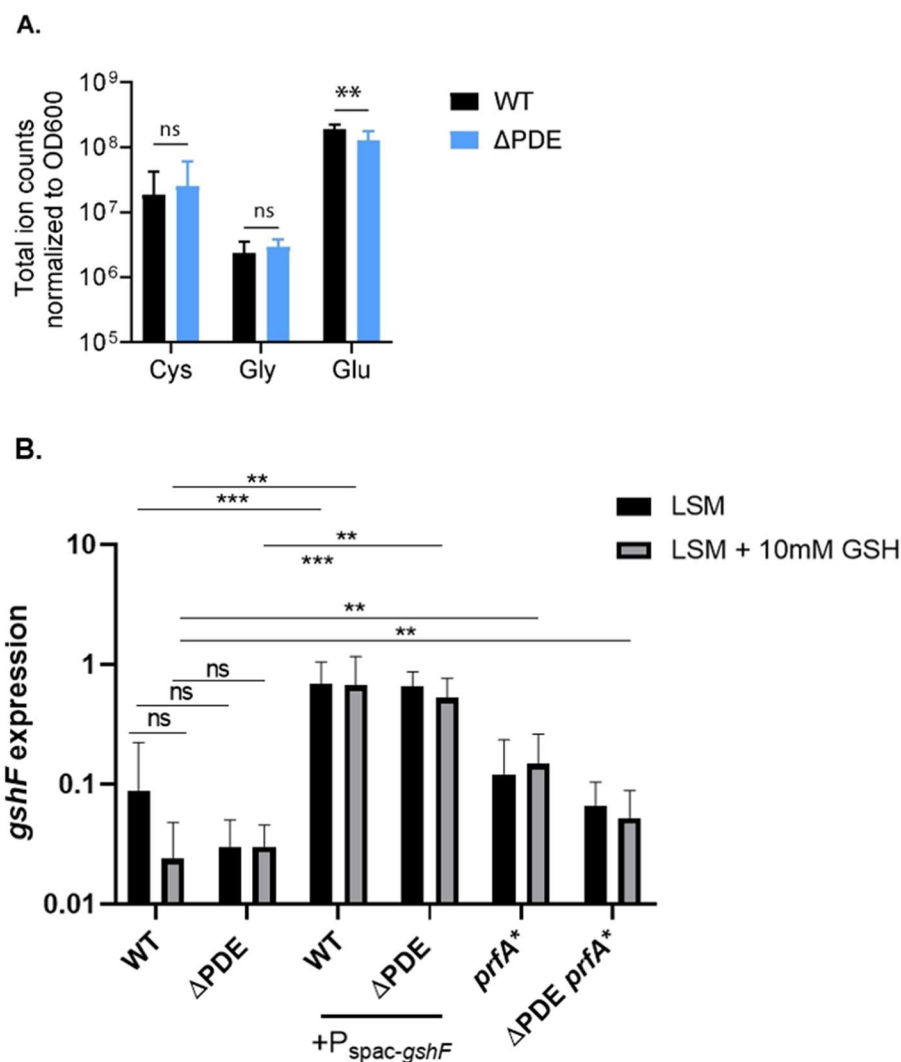 A.
Total ion counts
normalized to OD600
10⁹
10⁸
10⁷
10⁶
10⁵
ns
ns
**
Cys
Gly
Glu
WT
ΔPDE
B.
gshF expression
10
1
0.1
0.01
**
***
**
***
**
**
ns
ns
ns
LSM
LSM + 10mM GSH
WT
ΔPDE
WT
ΔPDE
prfA*
ΔPDE prfA*
+Pspac-gshF